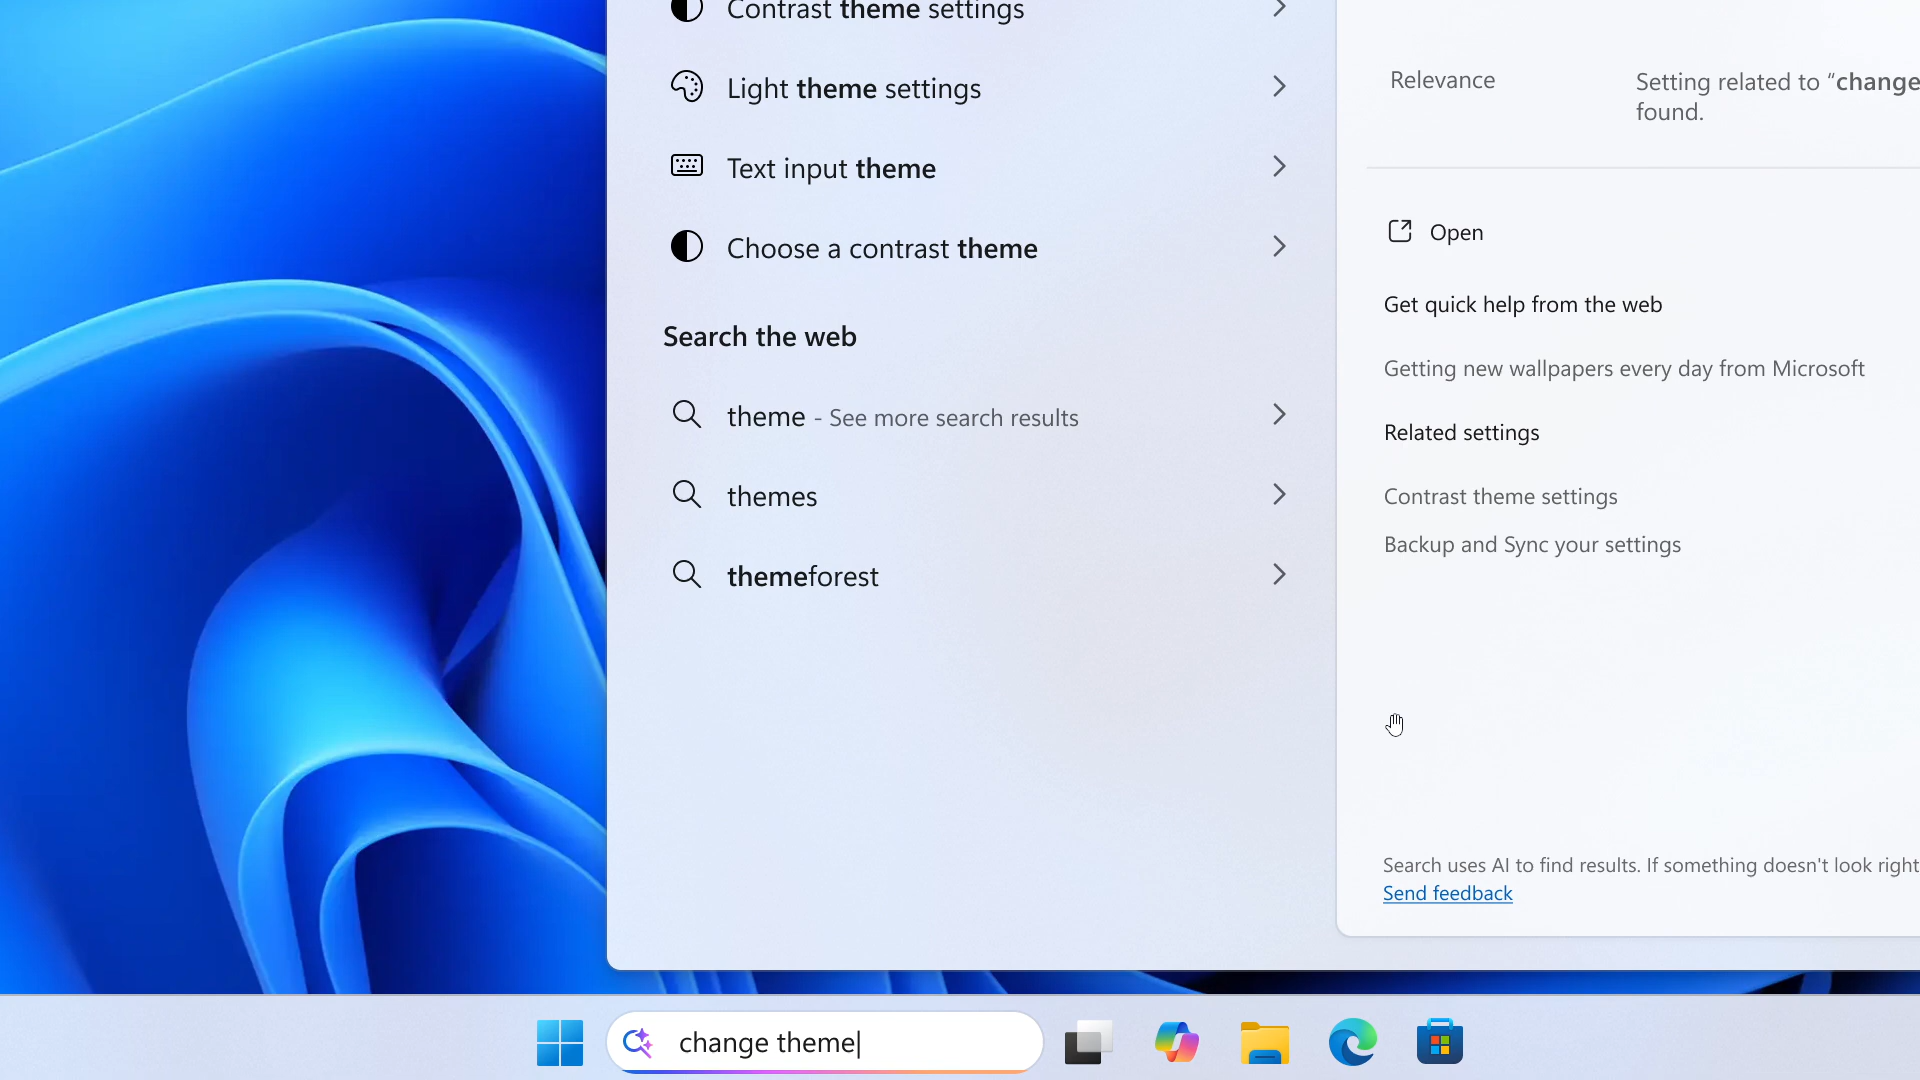 Contrast theme settings
Light theme settings
Text input theme
Choose a contrast theme
Search the web
theme - See more search results
themes
themeforest
Relevance
Setting related to “change
found.
Open
Get quick help from the web
Getting new wallpapers every day from Microsoft
Related settings
Contrast theme settings
Backup and Sync your settings
Search uses AI to find results. If something doesn't look right
Send feedback
change theme